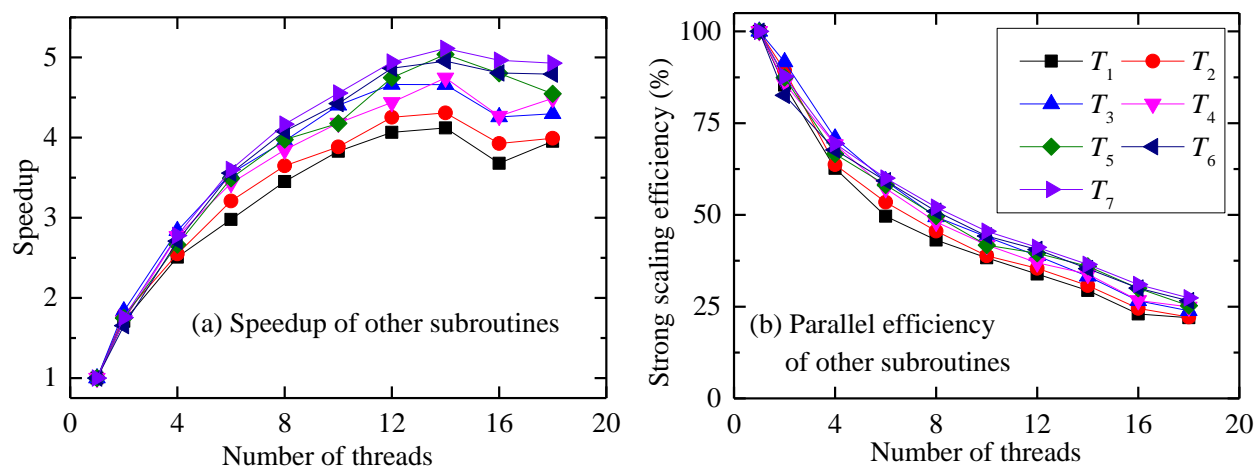 5
4
3
2
1
0 4 8 12 16 20
Speedup
Number of threads
(a) Speedup of other subroutines
100
75
50
25
0
0 4 8 12 16 20
Strong scaling efficiency (%)
Number of threads
T1 T2
T3 T4
T5 T6
T7
(b) Parallel efficiency
of other subroutines